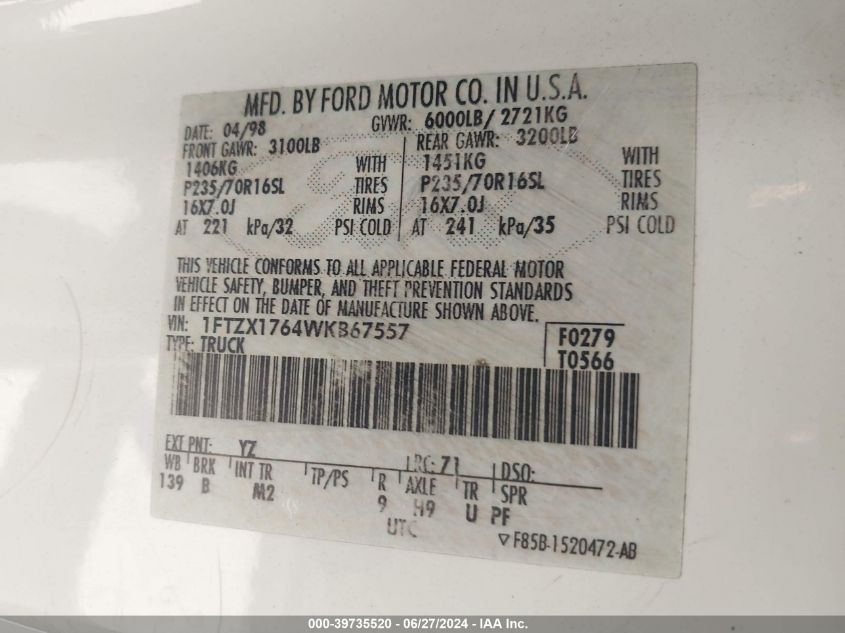 MFD. BY FORD MOTOR CO. IN U.S.A.
DATE: 04/98 GVWR: 6000LB/ 2721KG
FRONT GAWR: 3100LB REAR GAWR: 3200LB
1406KG WITH 1451KG WITH
P235/70R16SL TIRES P235/70R16SL TIRES
16X7.0J RIMS 16X7.0J RIMS
AT 221 kPa/32 PSI COLD AT 241 kPa/35 PSI COLD
THIS VEHICLE CONFORMS TO ALL APPLICABLE FEDERAL MOTOR
VEHICLE SAFETY, BUMPER, AND THEFT PREVENTION STANDARDS
IN EFFECT ON THE DATE OF MANUFACTURE SHOWN ABOVE.
VIN: 1FTZX1764WKB67557 F0279
TYPE: TRUCK T0566
EXT PNT: YZ LRC: 71 DSO:
WB BRK INT TR TP/PS R AXLE TR SPR
139 B M2 9 H9 U PF
UTC
▽F85B-1520472-AB
000-39735520 - 06/27/2024 - IAA Inc.